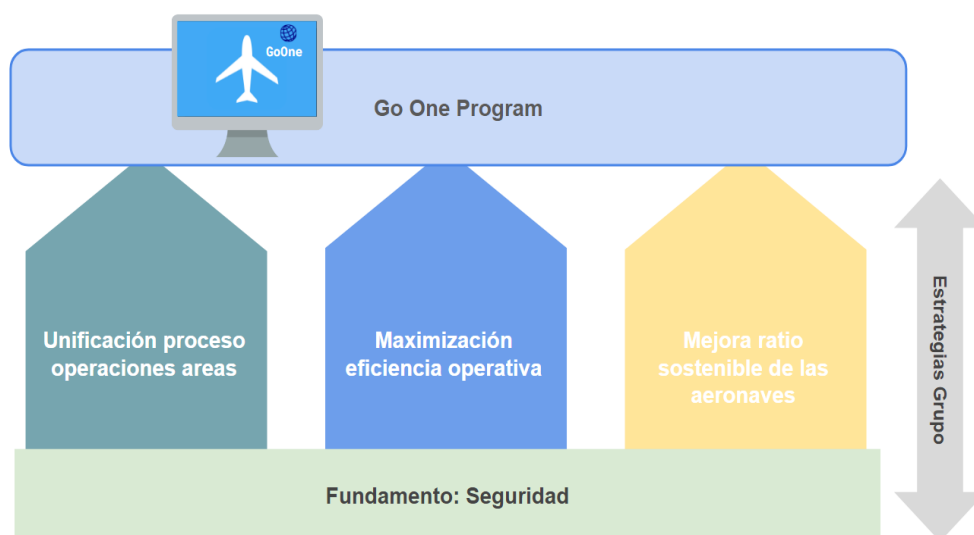 GoOne
Go One Program
Unificación proceso
operaciones areas
Maximización
eficiencia operativa
Mejora ratio
sostenible de las
aeronaves
Estrategias Grupo
Fundamento: Seguridad